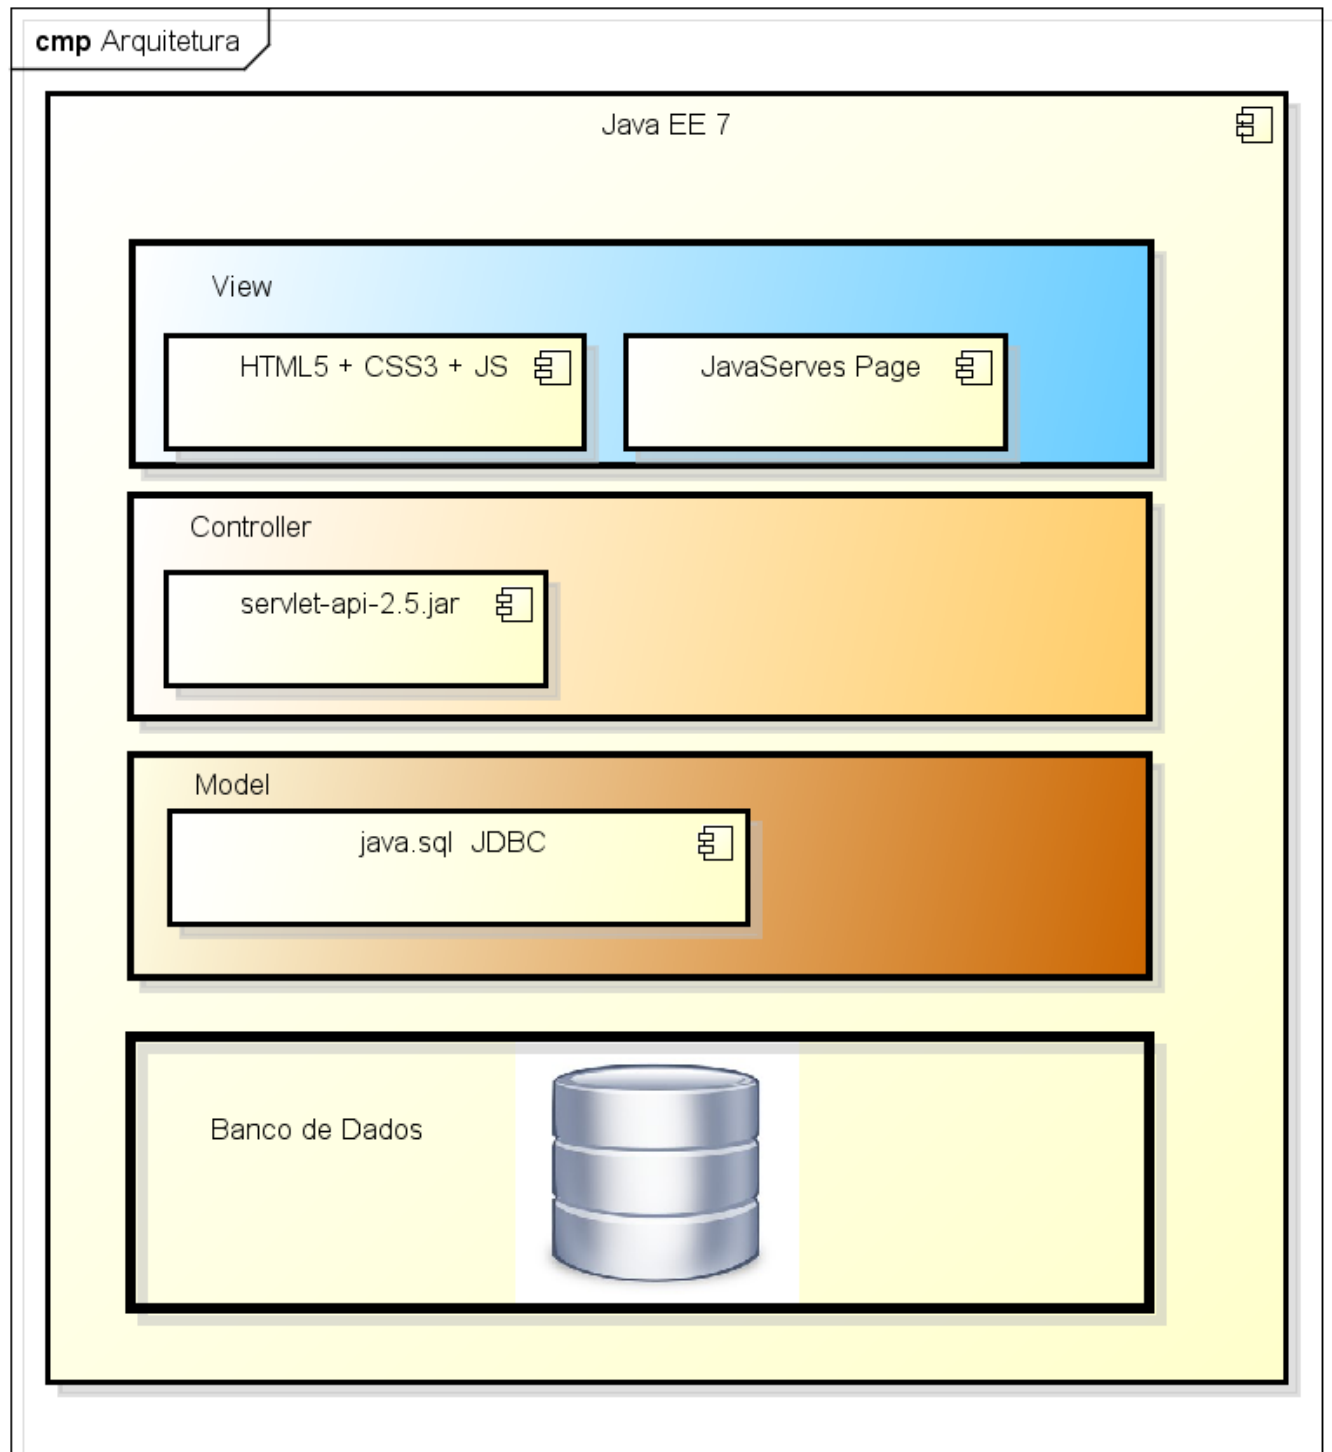 cmp Arquitetura
Java EE 7
View
HTML5 + CSS3 + JS
JavaServes Page
Controller
servlet-api-2.5.jar
Model
java.sql  JDBC
Banco de Dados